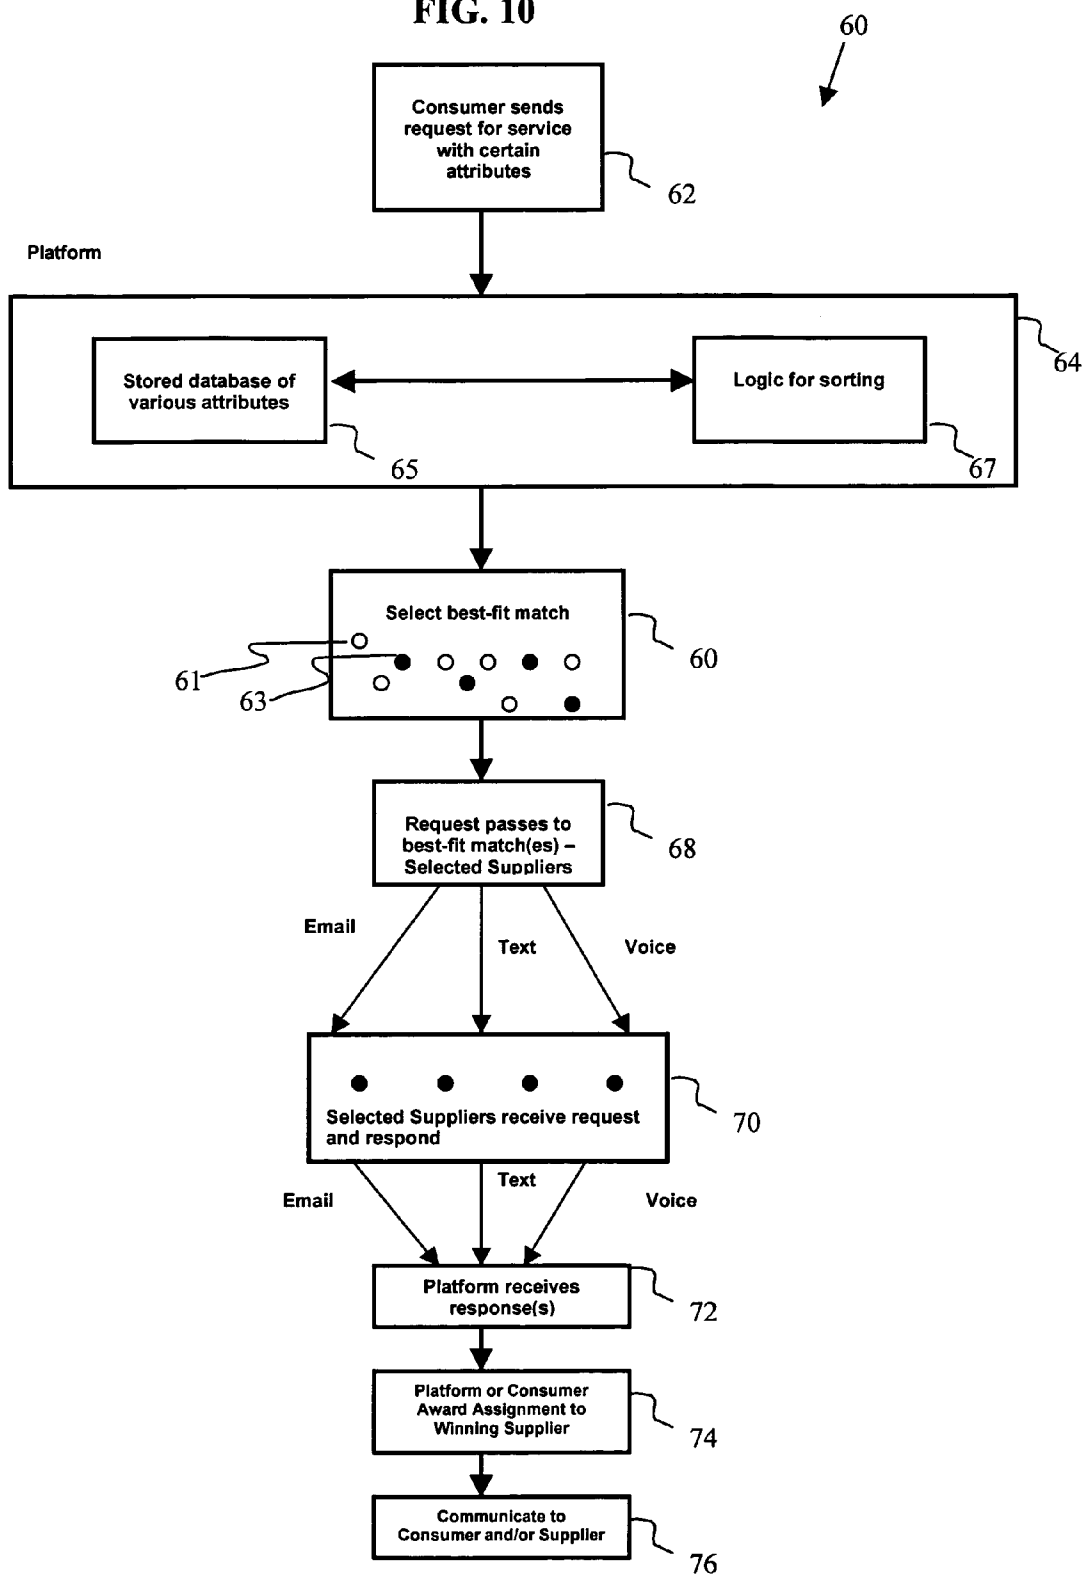 FIG. 10
60
Consumer sends
request for service
with certain
attributes
62
Platform
64
Stored database of
various attributes
65
Logic for sorting
67
Select best-fit match
60
61
63
Request passes to
best-fit match(es) –
Selected Suppliers
68
Email
Text
Voice
Selected Suppliers receive request
and respond
70
Email
Text
Voice
Platform receives
response(s)
72
Platform or Consumer
Award Assignment to
Winning Supplier
74
Communicate to
Consumer and/or Supplier
76